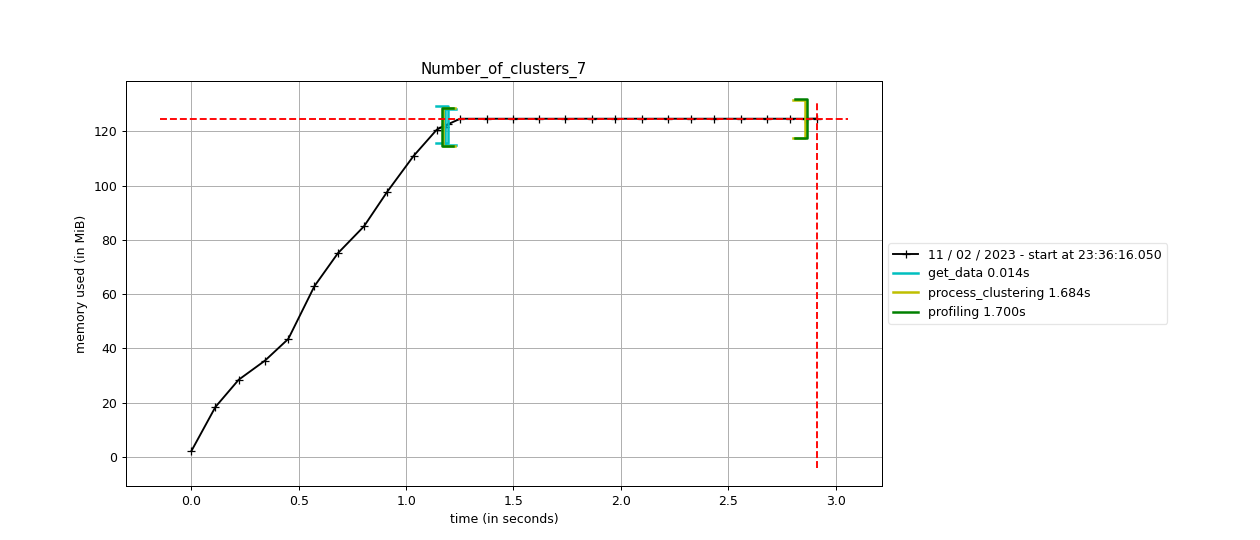 Number_of_clusters_7
120
100
80
60
40
20
0
memory used (in MiB)
0.0 0.5 1.0 1.5 2.0 2.5 3.0
time (in seconds)
11 / 02 / 2023 - start at 23:36:16.050
get_data 0.014s
process_clustering 1.684s
profiling 1.700s